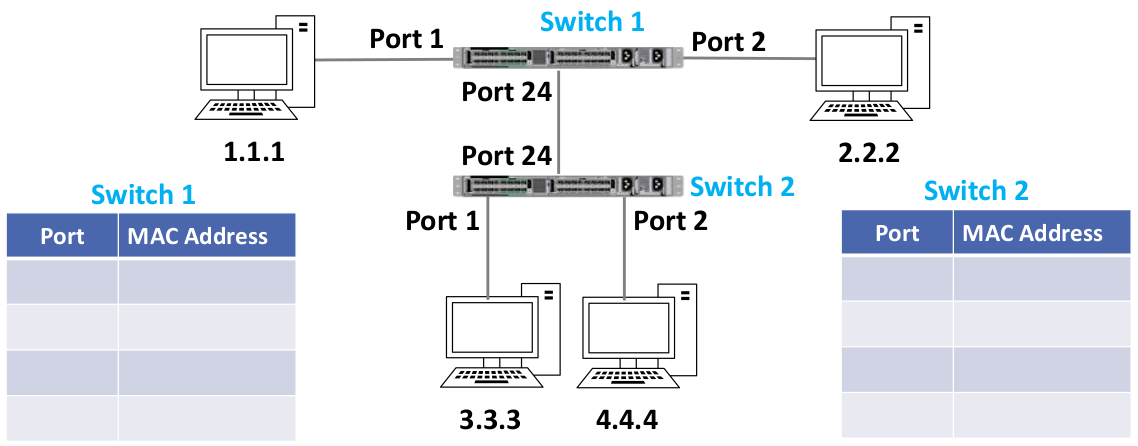 Switch 1
Port 1
Port 2
Port 24
1.1.1
2.2.2
Port 24
Switch 2
Port 1
Port 2
Switch 1
Port MAC Address
Switch 2
Port MAC Address
3.3.3
4.4.4